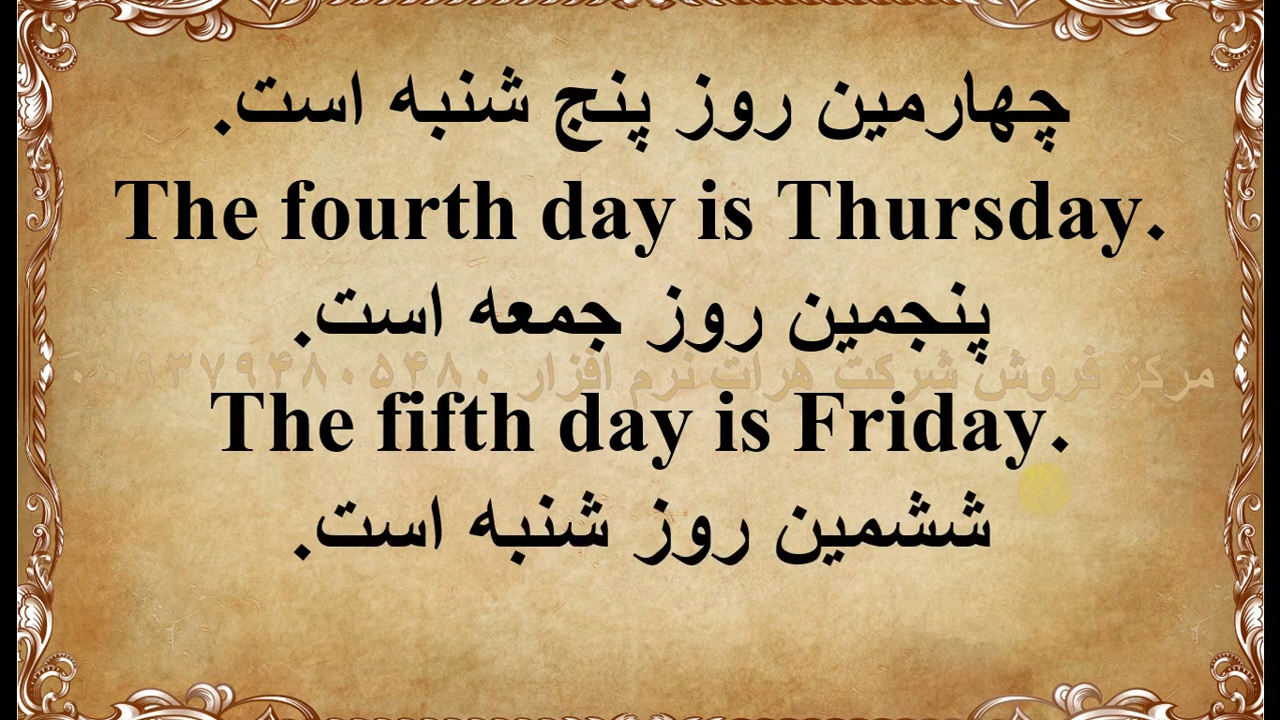 چهارمین روز پنج شنبه است.
The fourth day is Thursday.
پنجمین روز جمعه است.
مرکز فروش شرکت هرات نرم افزار
The fifth day is Friday.
ششمین روز شنبه است.